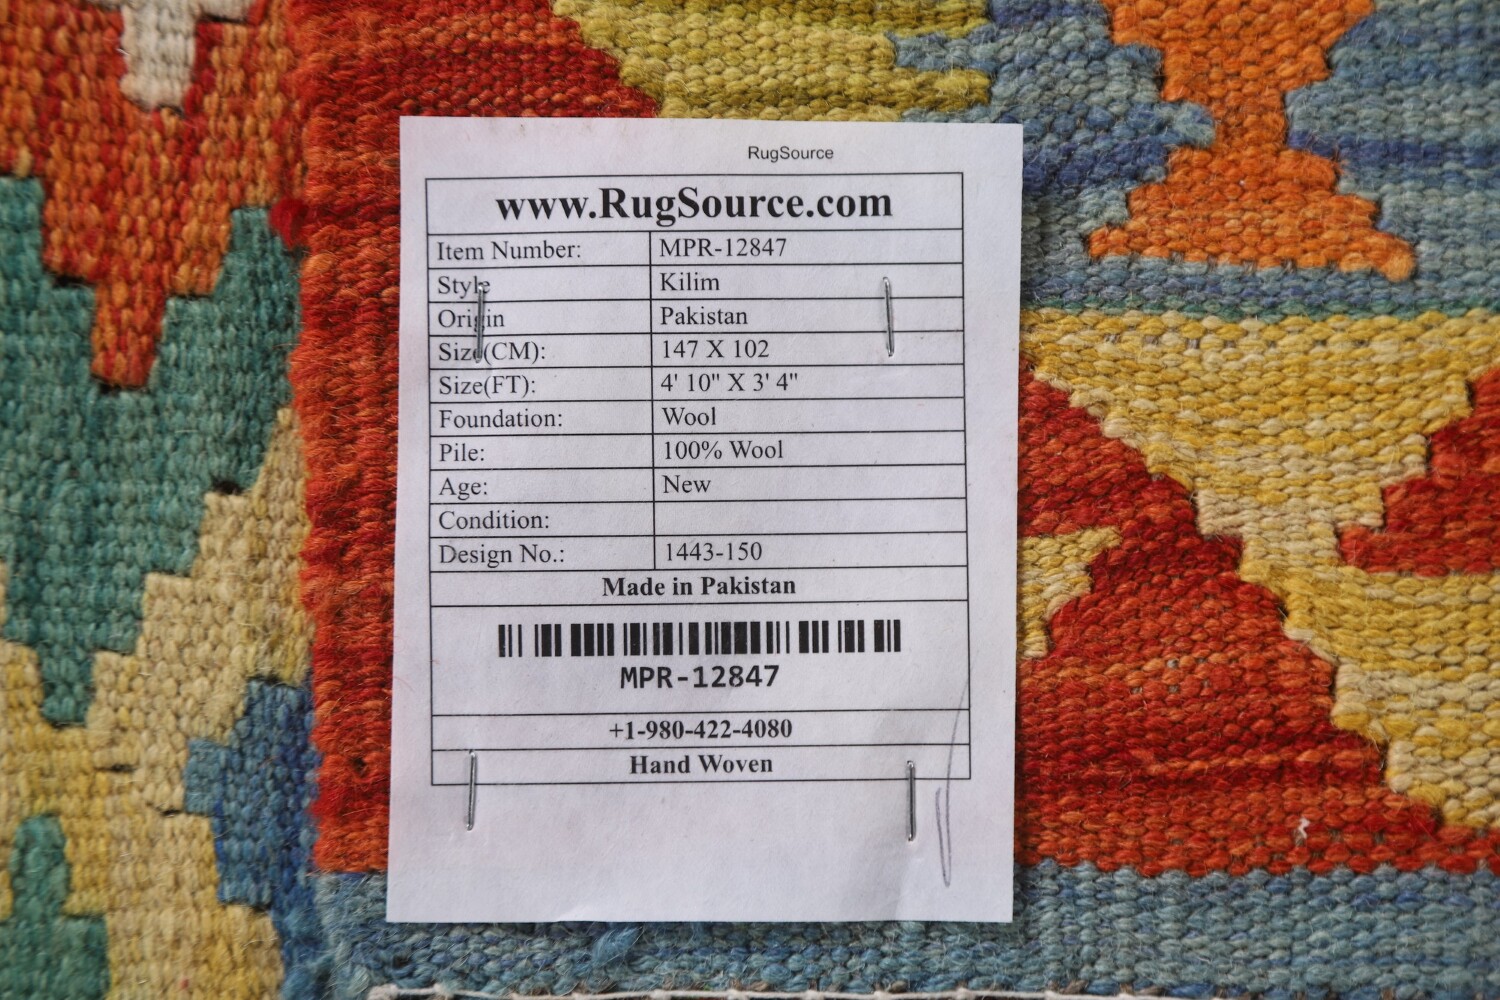 RugSource
www.RugSource.com
Item Number: MPR-12847
Style Kilim
Origin Pakistan
Size(CM): 147 X 102
Size(FT): 4' 10" X 3' 4"
Foundation: Wool
Pile: 100% Wool
Age: New
Condition:
Design No.: 1443-150
Made in Pakistan
MPR-12847
+1-980-422-4080
Hand Woven